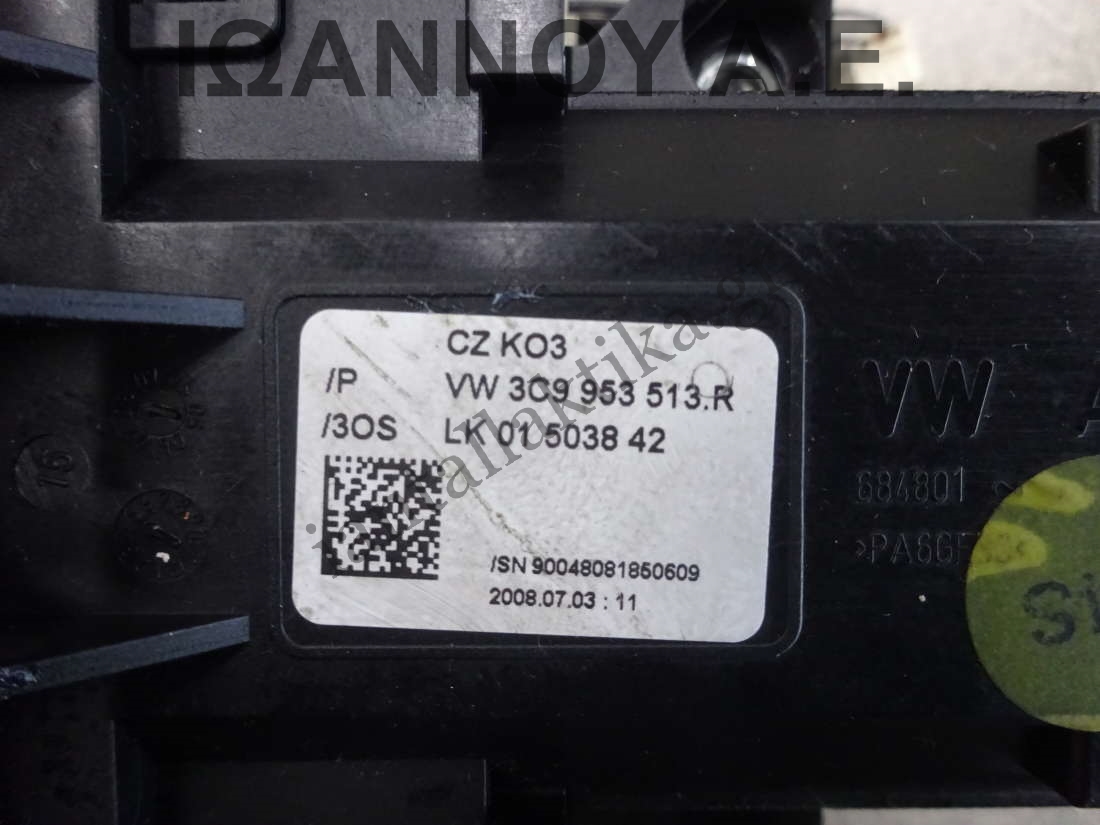 ΙΩΑΝΝΟΥ Α.Ε.
CZ KO3
/P VW 3C9 953 513.R
/3OS LK 01 5038 42
/SN 90048081850609
2008.07.03 : 11
VW
684801
16